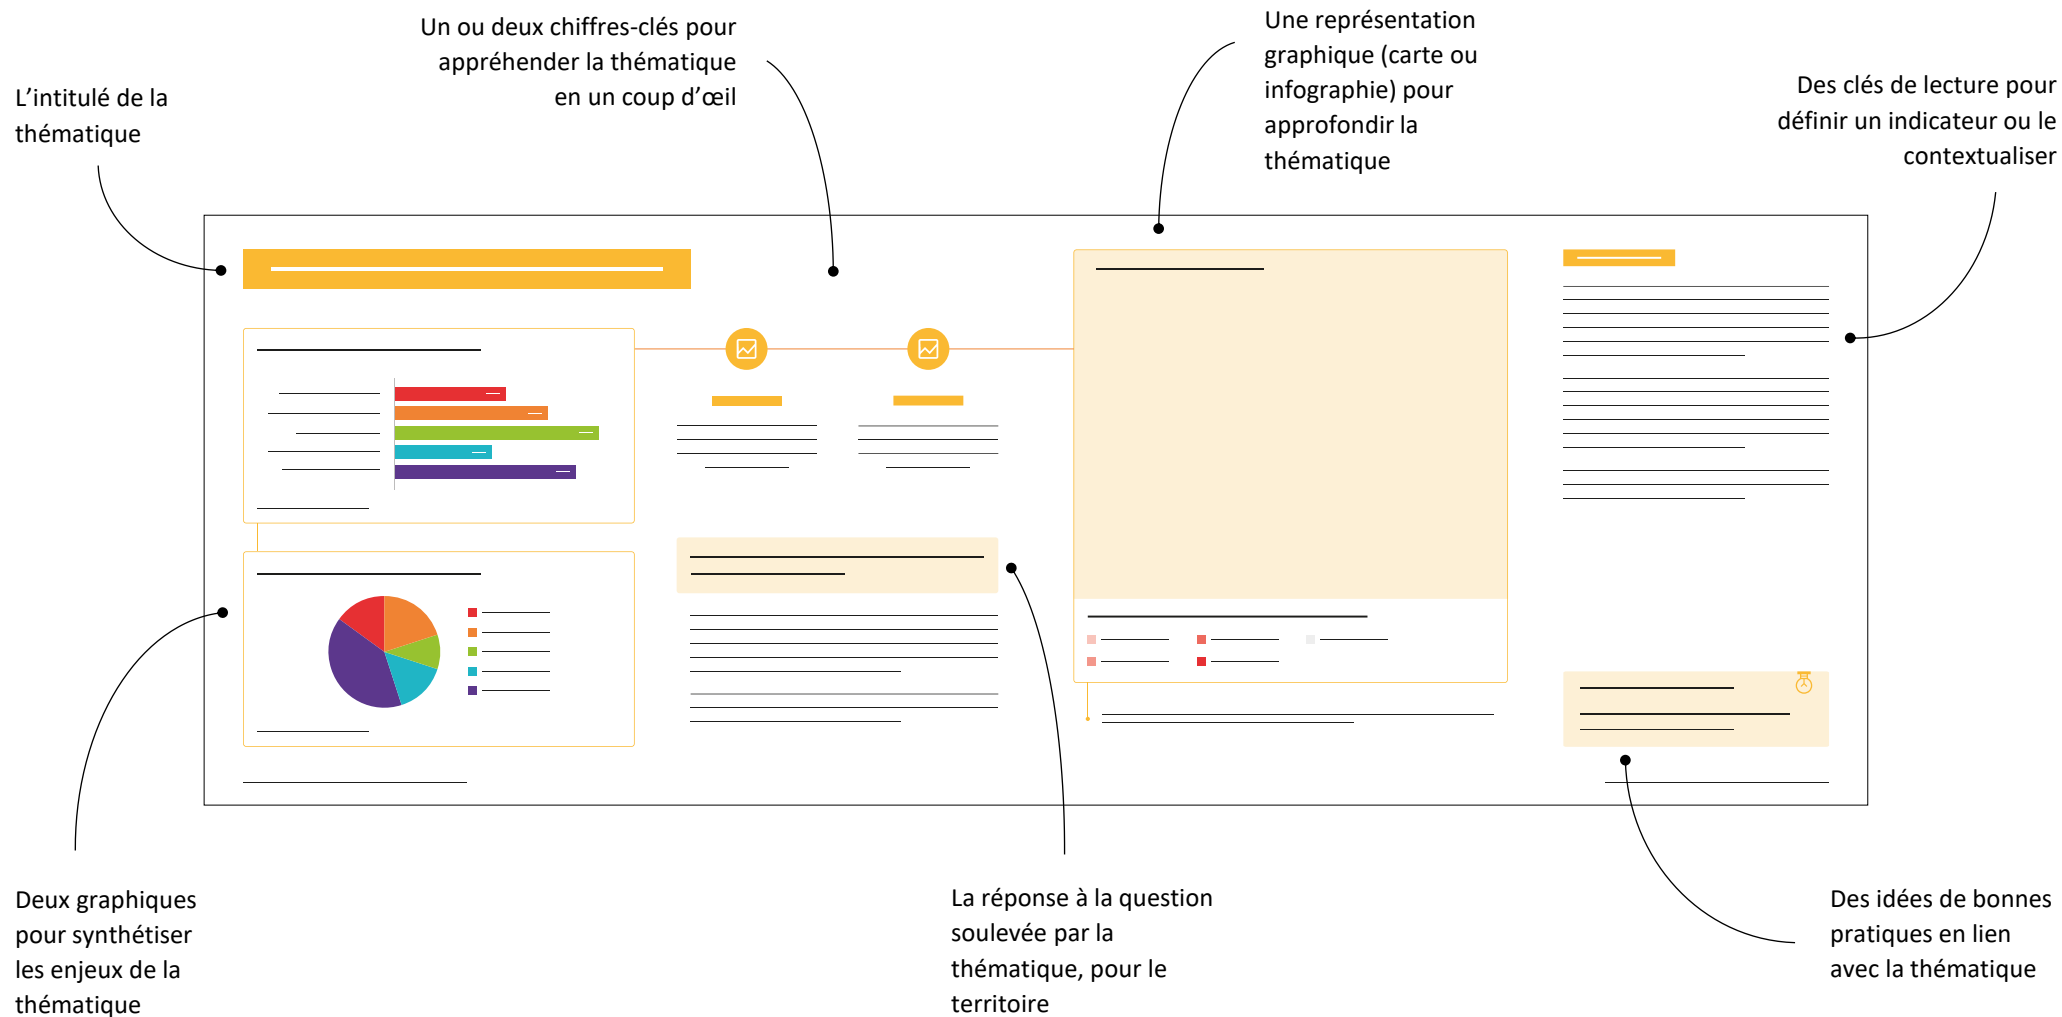 L’intitulé de la
thématique
Un ou deux chiffres-clés pour
appréhender la thématique
en un coup d’œil
Une représentation
graphique (carte ou
infographie) pour
approfondir la
thématique
Des clés de lecture pour
définir un indicateur ou le
contextualiser
Deux graphiques
pour synthétiser
les enjeux de la
thématique
La réponse à la question
soulevée par la
thématique, pour le
territoire
Des idées de bonnes
pratiques en lien
avec la thématique